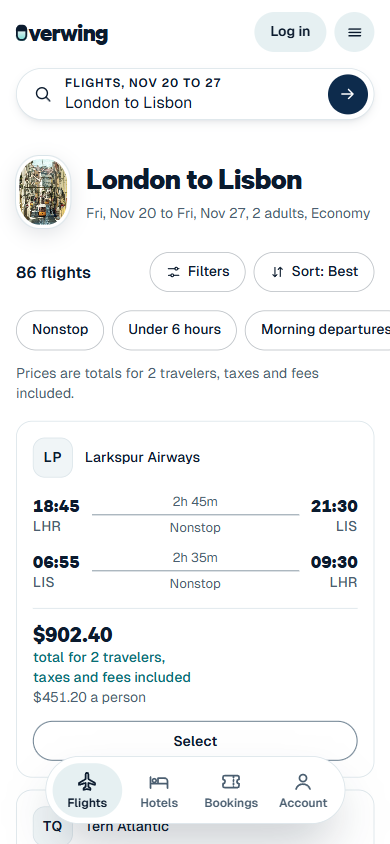 overwing
Log in
FLIGHTS, NOV 20 TO 27
London to Lisbon
London to Lisbon
Fri, Nov 20 to Fri, Nov 27, 2 adults, Economy
86 flights
Filters
Sort: Best
Nonstop
Under 6 hours
Morning departures
Prices are totals for 2 travelers, taxes and fees
included.
LP
Larkspur Airways
18:45
2h 45m
21:30
LHR
Nonstop
LIS
06:55
2h 35m
09:30
LIS
Nonstop
LHR
$902.40
total for 2 travelers,
taxes and fees included
$451.20 a person
Select
Flights
Hotels
Bookings
Account
TQ
Tern Atlantic